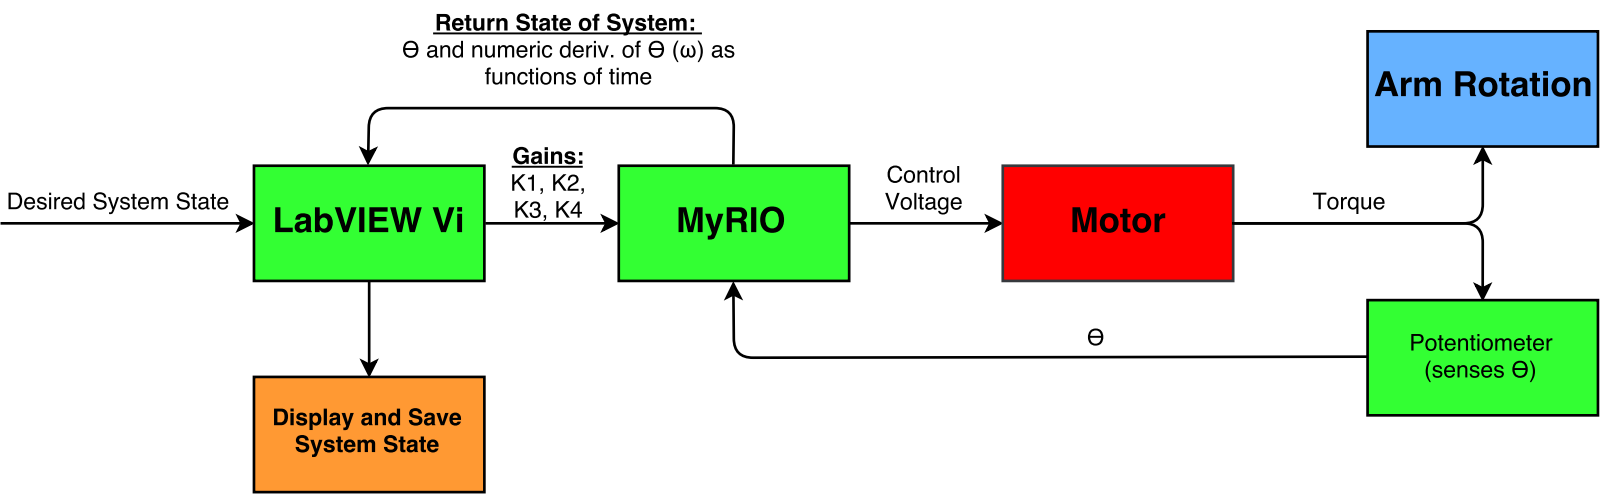 Return State of System:
Ɵ and numeric deriv. of Ɵ (ω) as
functions of time
Arm Rotation
Desired System State
LabVIEW Vi
Gains:
K1, K2,
K3, K4
MyRIO
Control
Voltage
Motor
Torque
Ɵ
Potentiometer
(senses Ɵ)
Display and Save
System State